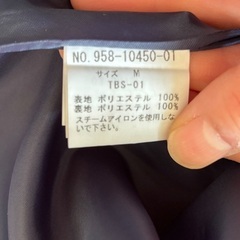 NO.958-10450-01
サイズ M
TBS-01
表地 ポリエステル 100%
裏地 ポリエステル 100%
スチームアイロンを使用しな
いで下さい。